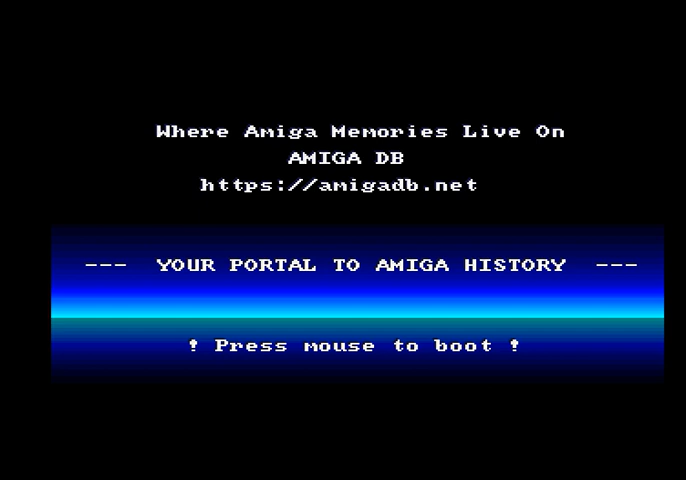 Where Amiga Memories Live On
AMIGA DB
https://amigadb.net
--- YOUR PORTAL TO AMIGA HISTORY ---
! Press mouse to boot !